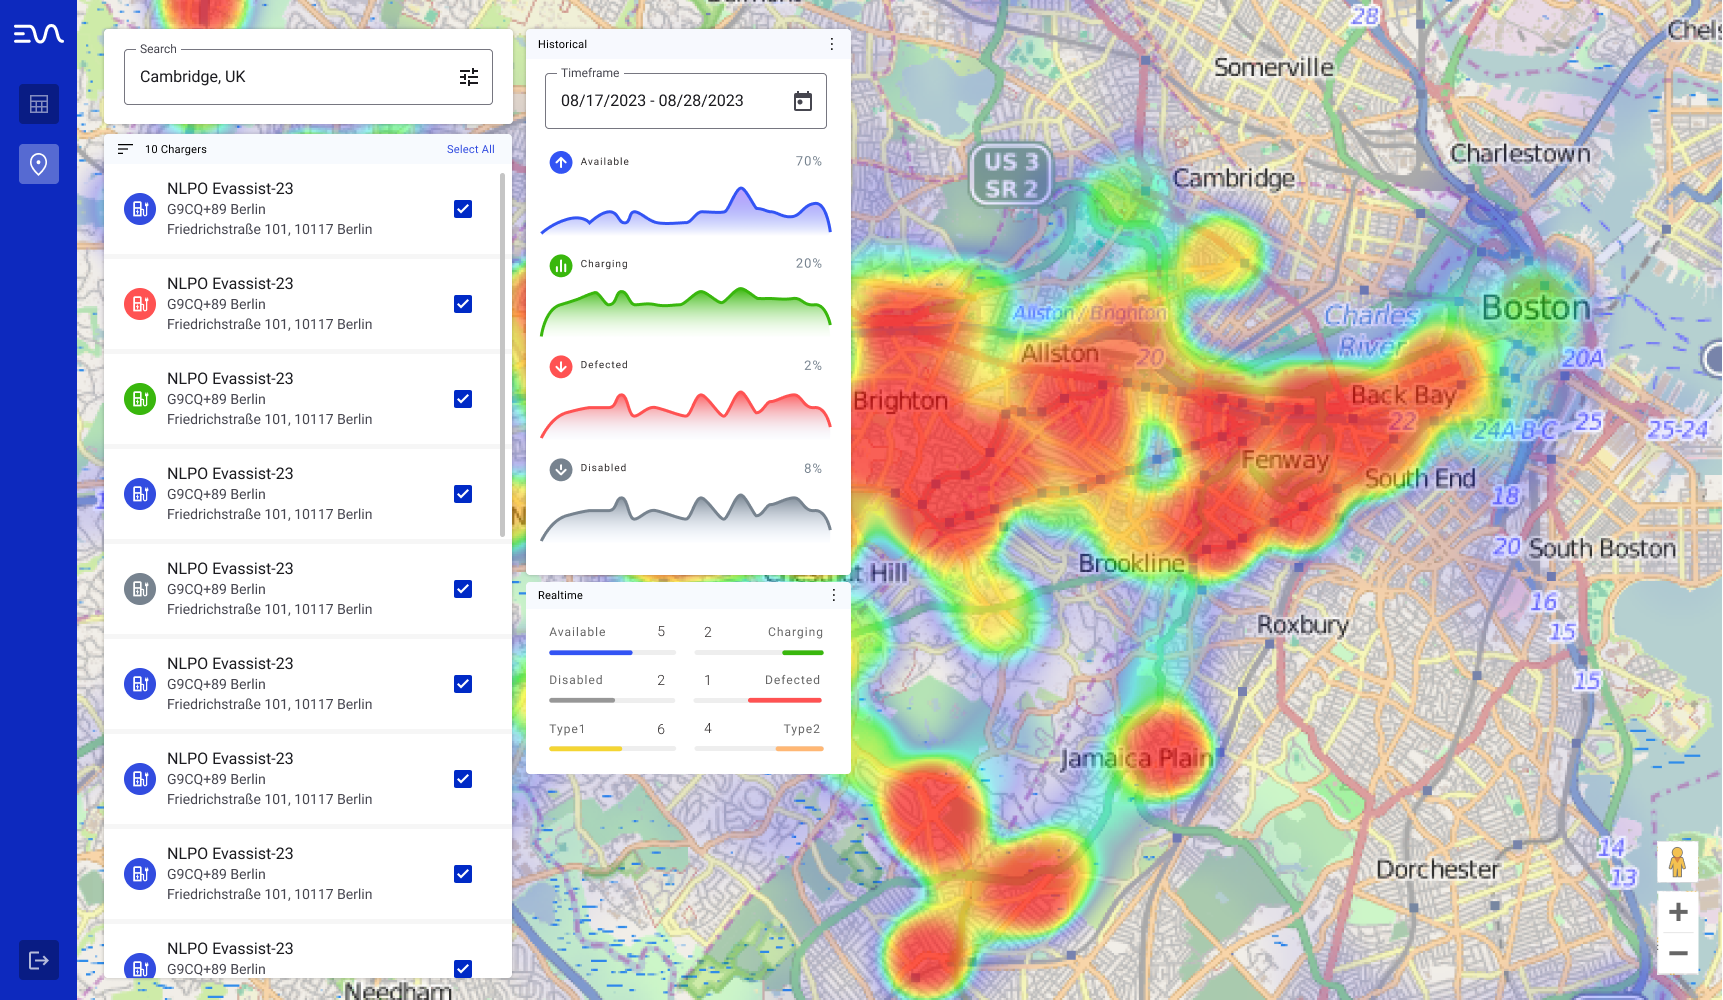 EVA
Search
Cambridge, UK
10 Chargers
Select All
NLPO Evassist-23
G9CQ+89 Berlin
Friedrichstraße 101, 10117 Berlin
NLPO Evassist-23
G9CQ+89 Berlin
Friedrichstraße 101, 10117 Berlin
NLPO Evassist-23
G9CQ+89 Berlin
Friedrichstraße 101, 10117 Berlin
NLPO Evassist-23
G9CQ+89 Berlin
Friedrichstraße 101, 10117 Berlin
NLPO Evassist-23
G9CQ+89 Berlin
Friedrichstraße 101, 10117 Berlin
NLPO Evassist-23
G9CQ+89 Berlin
Friedrichstraße 101, 10117 Berlin
NLPO Evassist-23
G9CQ+89 Berlin
Friedrichstraße 101, 10117 Berlin
NLPO Evassist-23
G9CQ+89 Berlin
Friedrichstraße 101, 10117 Berlin
NLPO Evassist-23
G9CQ+89 Berlin
Historical
Timeframe
08/17/2023 - 08/28/2023
Available 70%
Charging 20%
Defected 2%
Disabled 8%
Realtime
Available 5
2 Charging
Disabled 2
1 Defected
Type1 6
4 Type2
28
Somerville
Charlestown
US 3
SR 2
Cambridge
Boston
Allston / Brighton
Charles
River
Allston
20
20A
Brighton
Back Bay
22
24A-B-C
25
25-24
Fenway
South End
18
20
South Boston
Brookline
Chestnut Hill
16
Roxbury
15
15
Jamaica Plain
14
Dorchester
13
Needham